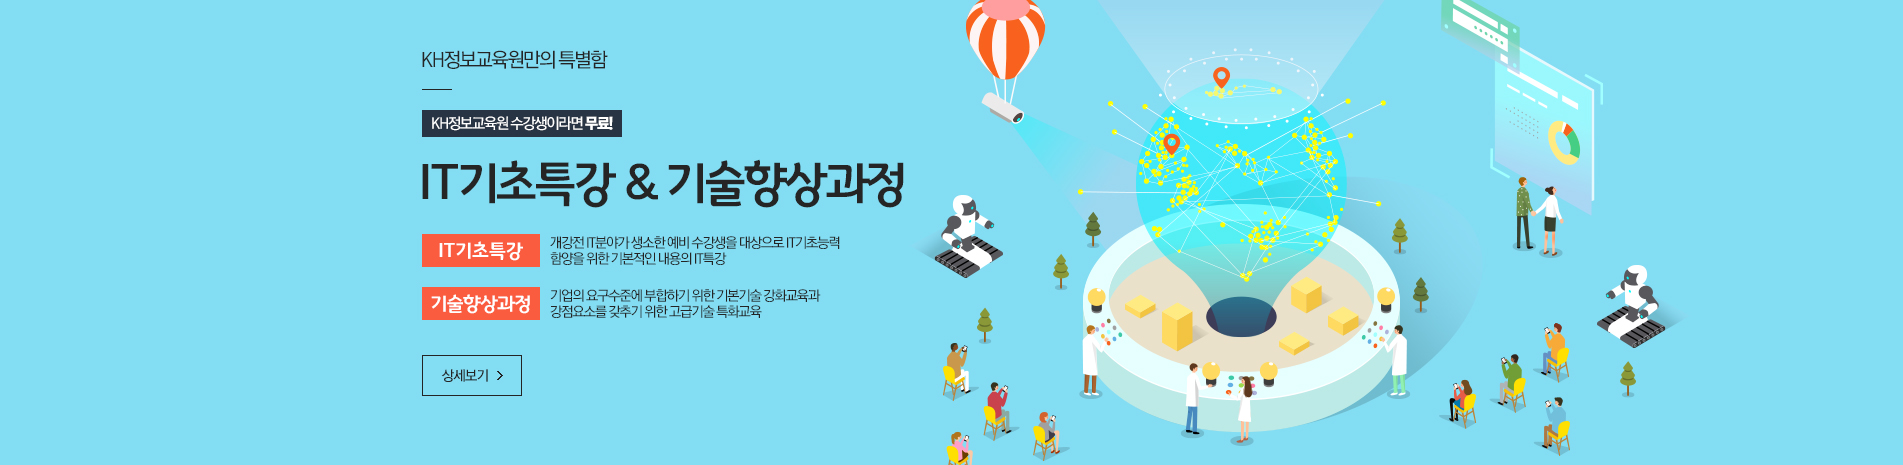 KH정보교육원만의 특별함
KH정보교육원 수강생이라면 무료!
IT기초특강 & 기술향상과정
IT기초특강
개강전 IT분야가 생소한 예비 수강생을 대상으로 IT기초능력
함양을 위한 기본적인 내용의 IT특강
기술향상과정
기업의 요구수준에 부합하기 위한 기본기술 강화교육과
강점요소를 갖추기 위한 고급기술 특화교육
상세보기 >